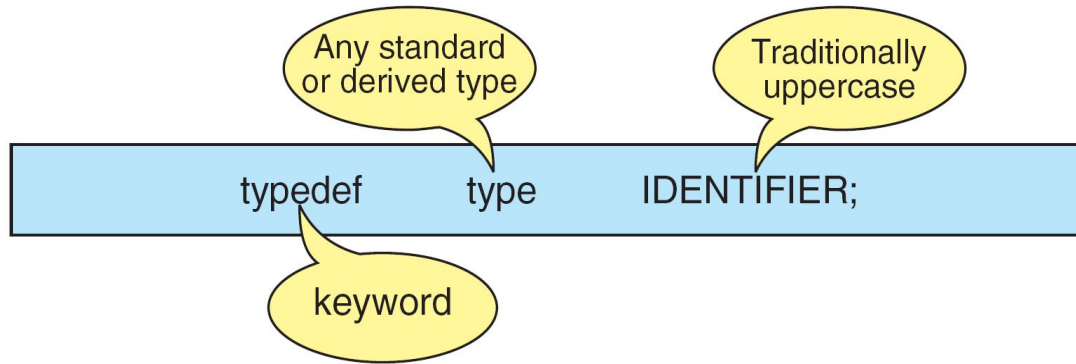 Any standard
or derived type
Traditionally
uppercase
typedef type IDENTIFIER;
keyword